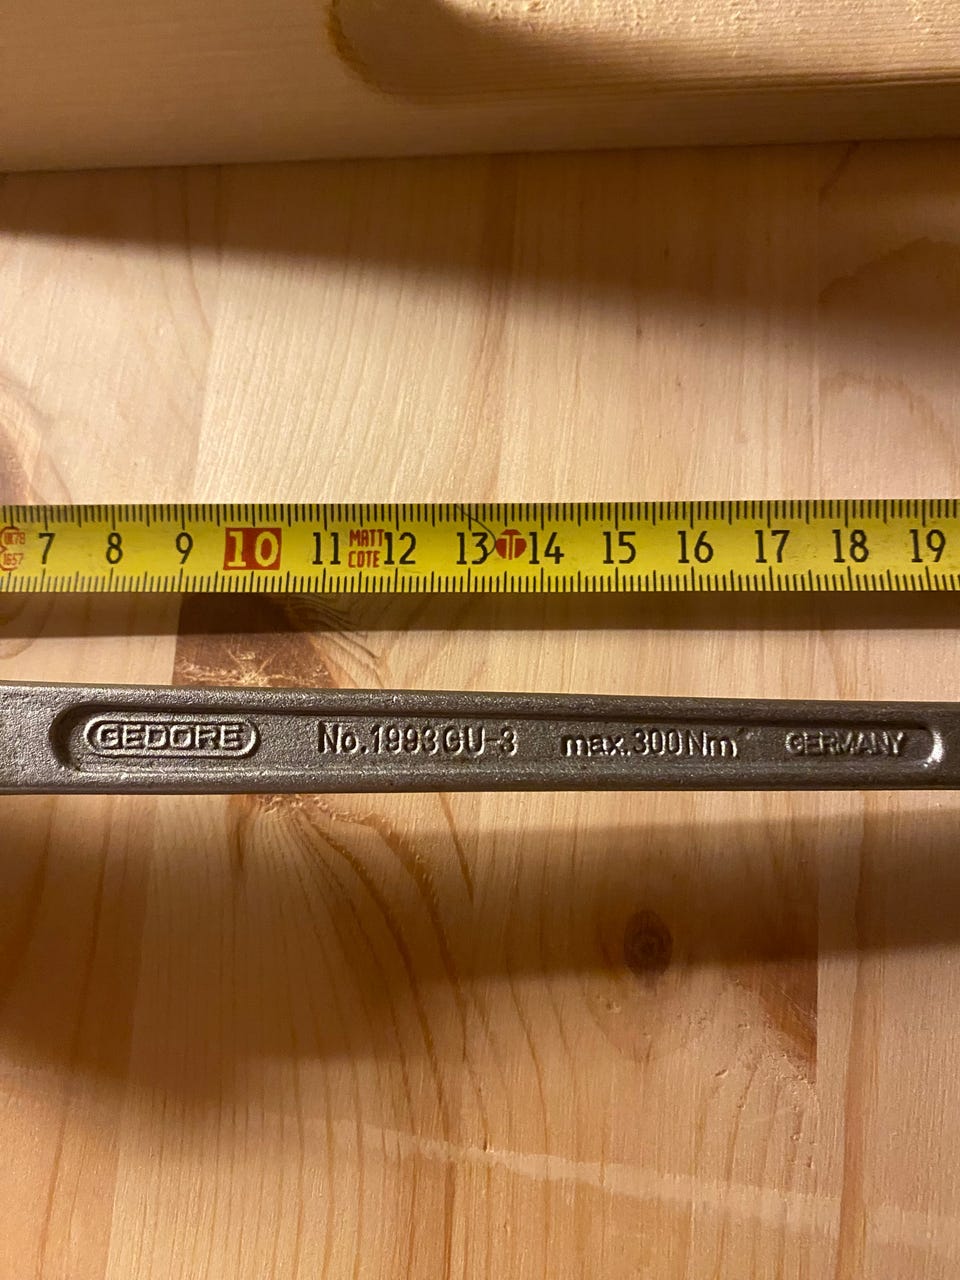 7 8 9 10 11 MATT COTE 12 13 T 14 15 16 17 18 19
GEDORE No.1993GU-3 max.300Nm GERMANY